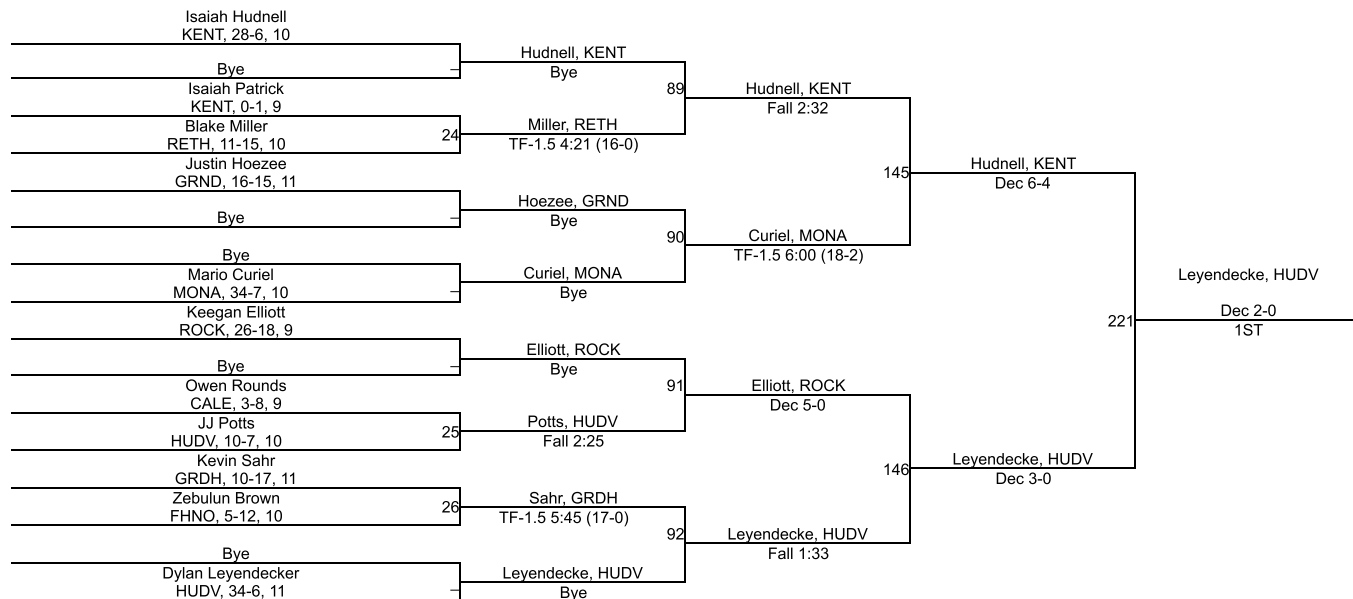 Isaiah Hudnell
KENT, 28-6, 10
Bye
–
Isaiah Patrick
KENT, 0-1, 9
Blake Miller
RETH, 11-15, 10
24
Justin Hoezee
GRND, 16-15, 11
Bye
–
Bye
Mario Curiel
MONA, 34-7, 10
–
Keegan Elliott
ROCK, 26-18, 9
Bye
–
Owen Rounds
CALE, 3-8, 9
JJ Potts
HUDV, 10-7, 10
25
Kevin Sahr
GRDH, 10-17, 11
Zebulun Brown
FHNO, 5-12, 10
26
Bye
Dylan Leyendecker
HUDV, 34-6, 11
–
Hudnell, KENT
Bye
89
Miller, RETH
TF-1.5 4:21 (16-0)
Hoezee, GRND
Bye
90
Curiel, MONA
Bye
Elliott, ROCK
Bye
91
Potts, HUDV
Fall 2:25
Sahr, GRDH
TF-1.5 5:45 (17-0)
92
Leyendecke, HUDV
Bye
Hudnell, KENT
Fall 2:32
145
Curiel, MONA
TF-1.5 6:00 (18-2)
Elliott, ROCK
Dec 5-0
146
Leyendecke, HUDV
Fall 1:33
Hudnell, KENT
Dec 6-4
221
Leyendecke, HUDV
Dec 3-0
Leyendecke, HUDV
Dec 2-0
1ST